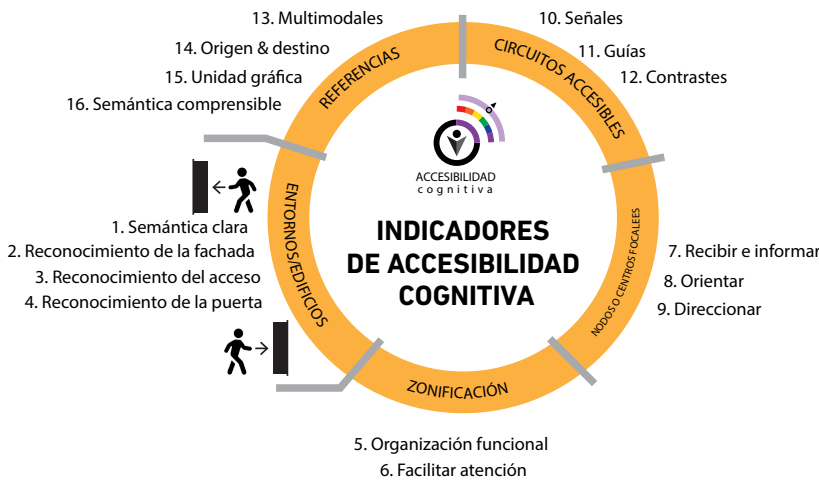 13. Multimodales
14. Origen & destino
15. Unidad gráfica
16. Semántica comprensible
REFERENCIAS
10. Señales
11. Guías
12. Contrastes
CIRCUITOS ACCESIBLES
ACCESIBILIDAD
cognitiva
INDICADORES
DE ACCESIBILIDAD
COGNITIVA
ENTORNOS/EDIFICIOS
1. Semántica clara
2. Reconocimiento de la fachada
3. Reconocimiento del acceso
4. Reconocimiento de la puerta
NODOS O CENTROS FOCALEES
7. Recibir e informar
8. Orientar
9. Direccionar
ZONIFICACIÓN
5. Organización funcional
6. Facilitar atención